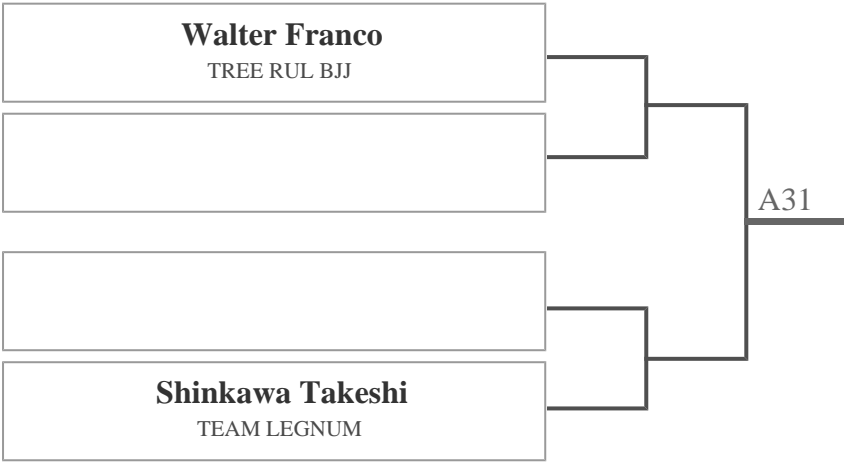 Walter Franco
TREE RUL BJJ
A31
Shinkawa Takeshi
TEAM LEGNUM